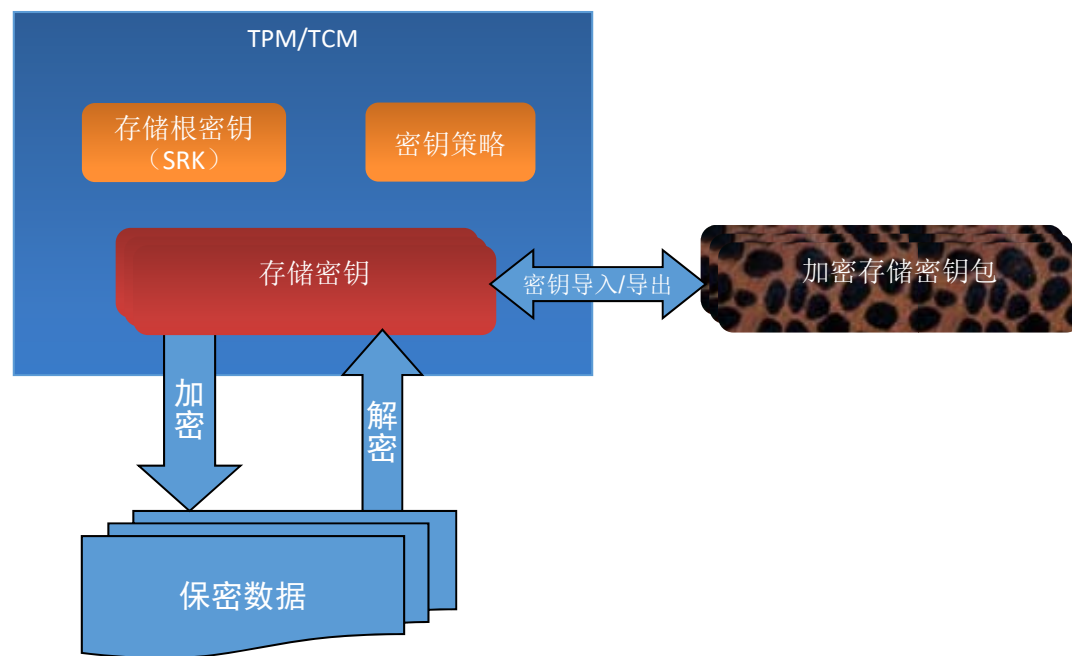 TPM/TCM
存储根密钥
（SRK）
密钥策略
存储密钥
密钥导入/导出
加密存储密钥包
加密
解密
保密数据